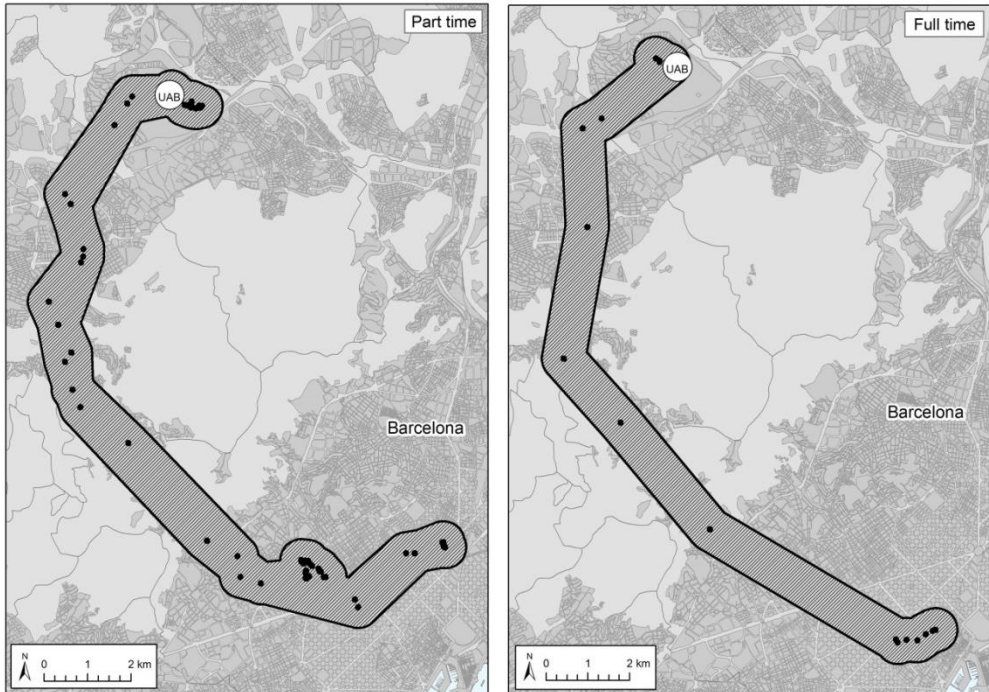 Part time
UAB
Barcelona
N
0 1 2 km
Full time
UAB
Barcelona
N
0 1 2 km